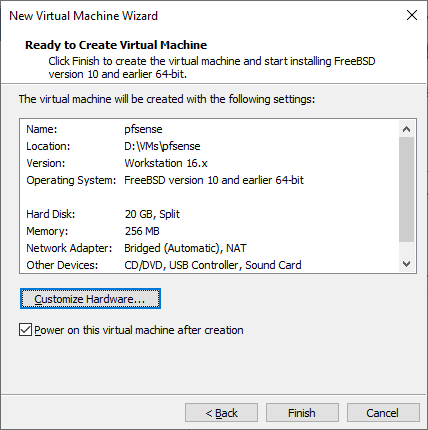 New Virtual Machine Wizard
Ready to Create Virtual Machine
Click Finish to create the virtual machine and start installing FreeBSD
version 10 and earlier 64-bit.
The virtual machine will be created with the following settings:
Name: pfsense
Location: D:\VMs\pfsense
Version: Workstation 16.x
Operating System: FreeBSD version 10 and earlier 64-bit
Hard Disk: 20 GB, Split
Memory: 256 MB
Network Adapter: Bridged (Automatic), NAT
Other Devices: CD/DVD, USB Controller, Sound Card
Customize Hardware...
Power on this virtual machine after creation
< Back Finish Cancel